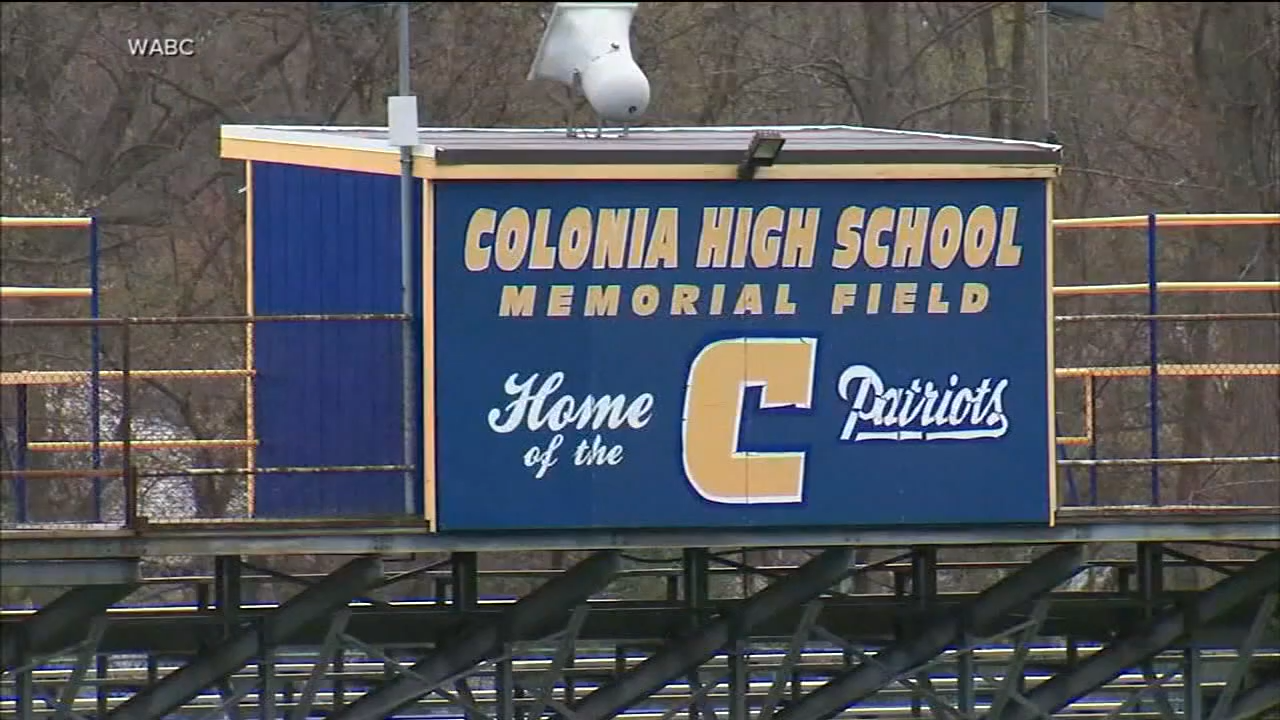 WABC
COLONIA HIGH SCHOOL
MEMORIAL FIELD
Home
of the
C
Patriots